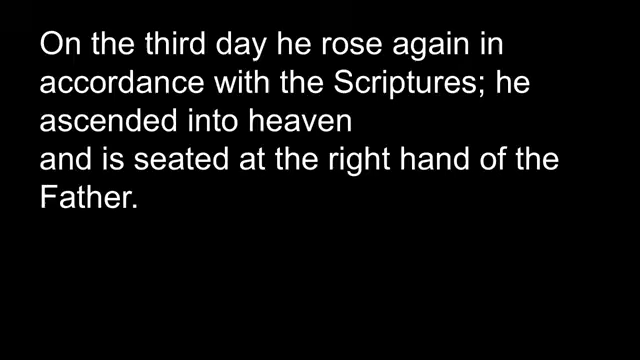 On the third day he rose again in
accordance with the Scriptures; he
ascended into heaven
and is seated at the right hand of the
Father.